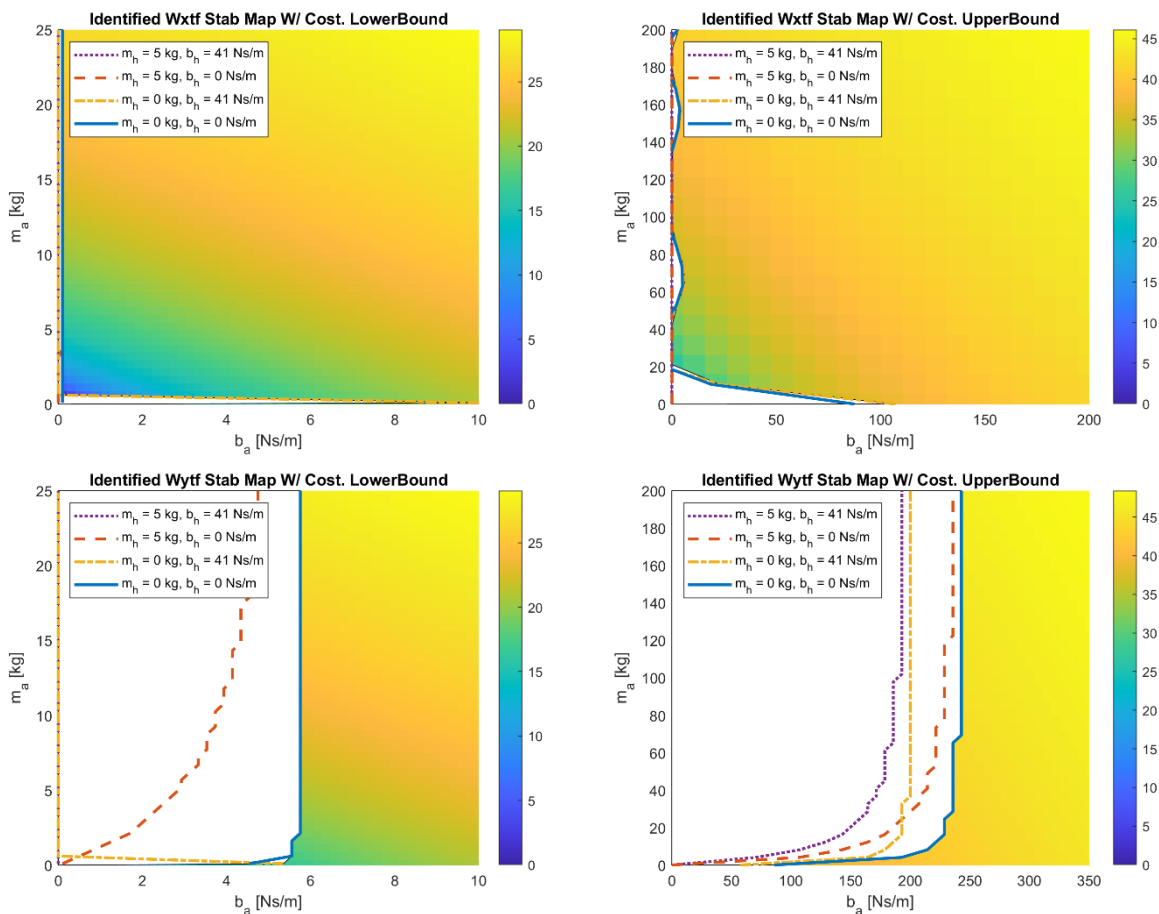 Identified Wxtf Stab Map W/ Cost. LowerBound
25
20
15
10
5
0
m_a [kg]
m_h = 5 kg, b_h = 41 Ns/m
m_h = 5 kg, b_h = 0 Ns/m
m_h = 0 kg, b_h = 41 Ns/m
m_h = 0 kg, b_h = 0 Ns/m
0 2 4 6 8 10
b_a [Ns/m]
25
20
15
10
5
0
Identified Wxtf Stab Map W/ Cost. UpperBound
200
180
160
140
120
100
80
60
40
20
0
m_a [kg]
m_h = 5 kg, b_h = 41 Ns/m
m_h = 5 kg, b_h = 0 Ns/m
m_h = 0 kg, b_h = 41 Ns/m
m_h = 0 kg, b_h = 0 Ns/m
0 50 100 150 200
b_a [Ns/m]
45
40
35
30
25
20
15
10
5
0
Identified Wytf Stab Map W/ Cost. LowerBound
25
20
15
10
5
0
m_a [kg]
m_h = 5 kg, b_h = 41 Ns/m
m_h = 5 kg, b_h = 0 Ns/m
m_h = 0 kg, b_h = 41 Ns/m
m_h = 0 kg, b_h = 0 Ns/m
0 2 4 6 8 10
b_a [Ns/m]
25
20
15
10
5
0
Identified Wytf Stab Map W/ Cost. UpperBound
200
180
160
140
120
100
80
60
40
20
0
m_a [kg]
m_h = 5 kg, b_h = 41 Ns/m
m_h = 5 kg, b_h = 0 Ns/m
m_h = 0 kg, b_h = 41 Ns/m
m_h = 0 kg, b_h = 0 Ns/m
0 50 100 150 200 250 300 350
b_a [Ns/m]
45
40
35
30
25
20
15
10
5
0